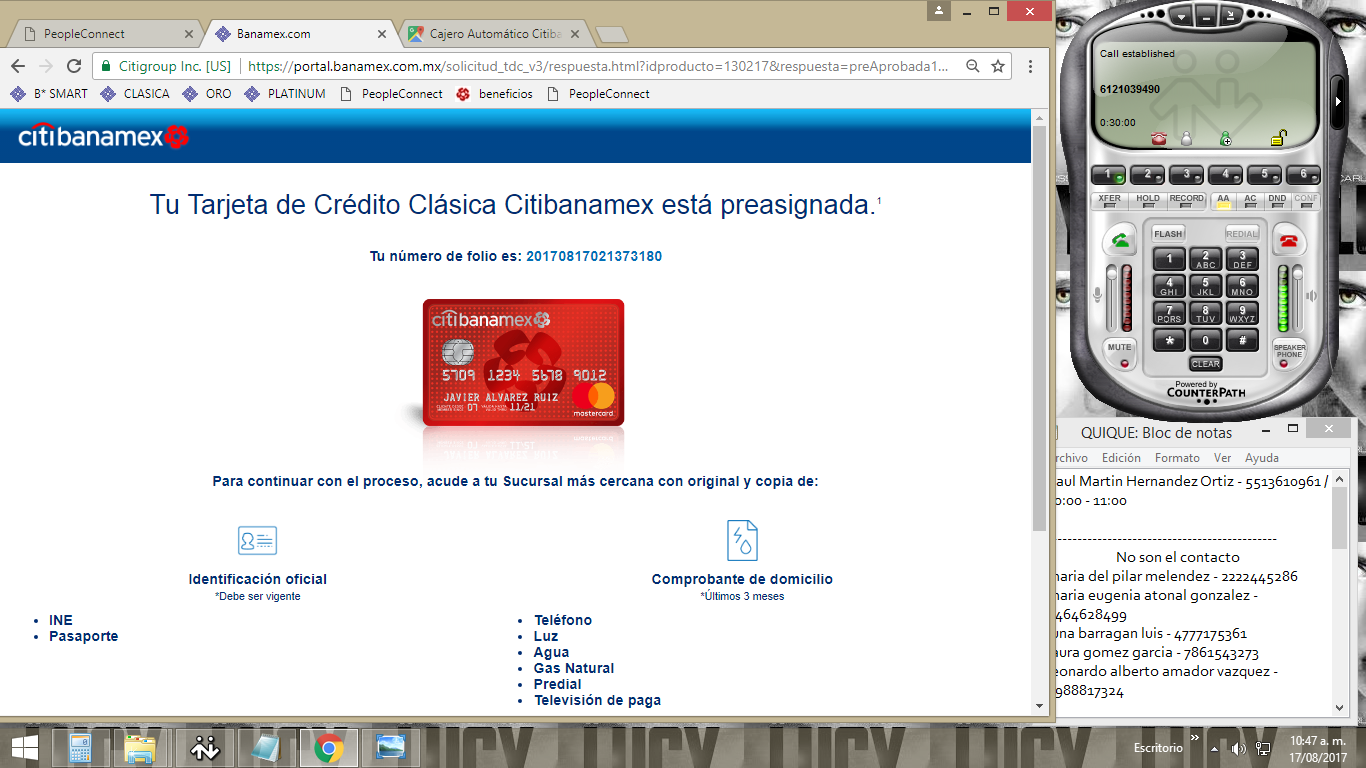 PeopleConnect
Banamex.com
Cajero Automático Citiba
Citigroup Inc. [US]
https://portal.banamex.com.mx/solicitud_tdc_v3/respuesta.html?idproducto=130217&respuesta=preAprobada1...
B* SMART
CLASICA
ORO
PLATINUM
PeopleConnect
beneficios
PeopleConnect
citibanamex
Tu Tarjeta de Crédito Clásica Citibanamex está preasignada.1
Tu número de folio es: 20170817021373180
citibanamex
5709 1234 5678 9012
07 11/21
JAVIER ALVAREZ RUIZ
mastercard
Para continuar con el proceso, acude a tu Sucursal más cercana con original y copia de:
Identificación oficial
*Debe ser vigente
INE
Pasaporte
Comprobante de domicilio
*Últimos 3 meses
Teléfono
Luz
Agua
Gas Natural
Predial
Televisión de paga
Call established
6121039490
0:30:00
1 2 3 4 5 6
XFER HOLD RECORD AA AC DND CONF
FLASH REDIAL
1 2 ABC 3 DEF
4 GHI 5 JKL 6 MNO
7 PQRS 8 TUV 9 WXYZ
* 0 #
MUTE
SPEAKER PHONE
CLEAR
Powered by
COUNTERPATH
QUIQUE: Bloc de notas
rchivo Edición Formato Ver Ayuda
aul Martin Hernandez Ortiz - 5513610961 /
0:00 - 11:00
--------------------------------------------
No son el contacto
naria del pilar melendez - 2222445286
naria eugenia atonal gonzalez -
464628499
una barragan luis - 4777175361
aura gomez garcia - 7861543273
eonardo alberto amador vazquez -
988817324
LUCY LUCY LUCY LUCY
Escritorio
10:47 a. m.
17/08/2017